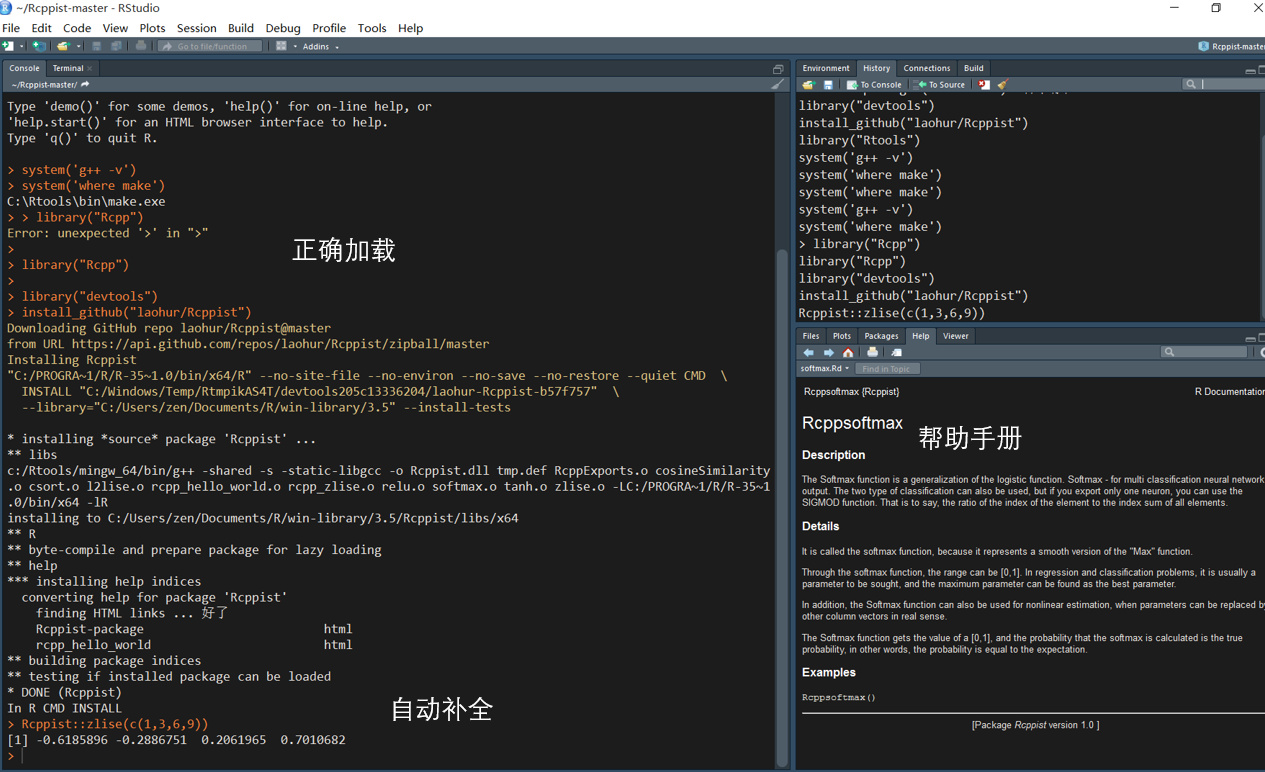 ~/Rcppist-master - RStudio
File Edit Code View Plots Session Build Debug Profile Tools Help
Go to file/function Addins Rcppist-master
Console Terminal
~/Rcppist-master/
Type 'demo()' for some demos, 'help()' for on-line help, or
'help.start()' for an HTML browser interface to help.
Type 'q()' to quit R.
> system('g++ -v')
> system('where make')
C:\Rtools\bin\make.exe
> > library("Rcpp")
Error: unexpected '>' in ">"
>
> library("Rcpp")
>
> library("devtools")
> install_github("laohur/Rcppist")
Downloading GitHub repo laohur/Rcppist@master
from URL https://api.github.com/repos/laohur/Rcppist/zipball/master
Installing Rcppist
"C:/PROGRA~1/R/R-35~1.0/bin/x64/R" --no-site-file --no-environ --no-save --no-restore --quiet CMD \
INSTALL "C:/Windows/Temp/RtmpikAS4T/devtools205c13336204/laohur-Rcppist-b57f757" \
--library="C:/Users/zen/Documents/R/win-library/3.5" --install-tests
* installing *source* package 'Rcppist' ...
** libs
c:/Rtools/mingw_64/bin/g++ -shared -s -static-libgcc -o Rcppist.dll tmp.def RcppExports.o cosineSimilarity
.o csort.o l2lise.o rcpp_hello_world.o rcpp_zlise.o relu.o softmax.o tanh.o zlise.o -LC:/PROGRA~1/R/R-35~1
.0/bin/x64 -lR
installing to C:/Users/zen/Documents/R/win-library/3.5/Rcppist/libs/x64
** R
** byte-compile and prepare package for lazy loading
** help
*** installing help indices
converting help for package 'Rcppist'
finding HTML links ... 好了
Rcppist-package html
rcpp_hello_world html
** building package indices
** testing if installed package can be loaded
* DONE (Rcppist)
In R CMD INSTALL
> Rcppist::zlise(c(1,3,6,9))
[1] -0.6185896 -0.2886751 0.2061965 0.7010682
>
正确加载
自动补全
Environment History Connections Build
To Console To Source
library("devtools")
install_github("laohur/Rcppist")
library("Rtools")
system('g++ -v')
system('where make')
system('where make')
system('g++ -v')
system('where make')
> library("Rcpp")
library("Rcpp")
library("devtools")
install_github("laohur/Rcppist")
Rcppist::zlise(c(1,3,6,9))
Files Plots Packages Help Viewer
softmax.Rd Find in Topic
Rcppsoftmax {Rcppist} R Documentation
Rcppsoftmax
帮助手册
Description
The Softmax function is a generalization of the logistic function. Softmax - for multi classification neural network
output. The two type of classification can also be used, but if you export only one neuron, you can use the
SIGMOD function. That is to say, the ratio of the index of the element to the index sum of all elements.
Details
It is called the softmax function, because it represents a smooth version of the "Max" function.
Through the softmax function, the range can be [0,1]. In regression and classification problems, it is usually a
parameter to be sought, and the maximum parameter can be found as the best parameter.
In addition, the Softmax function can also be used for nonlinear estimation, when parameters can be replaced by
other column vectors in real sense.
The Softmax function gets the value of a [0,1], and the probability that the softmax is calculated is the true
probability, in other words, the probability is equal to the expectation.
Examples
Rcppsoftmax()
[Package Rcppist version 1.0 ]